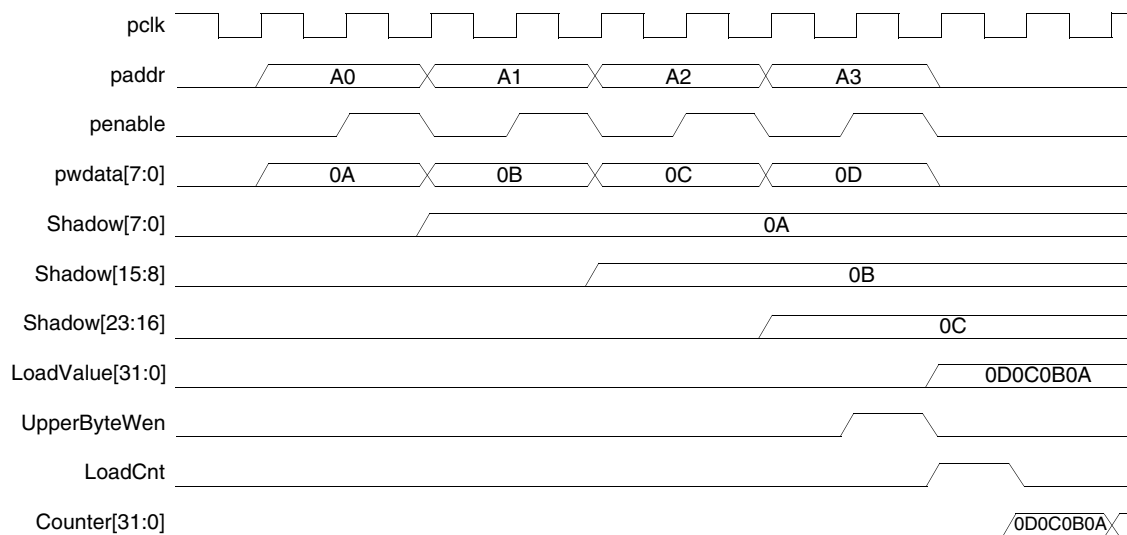 pclk
paddr A0 A1 A2 A3
penable
pwdata[7:0] 0A 0B 0C 0D
Shadow[7:0] 0A
Shadow[15:8] 0B
Shadow[23:16] 0C
LoadValue[31:0] 0D0C0B0A
UpperByteWen
LoadCnt
Counter[31:0] 0D0C0B0A